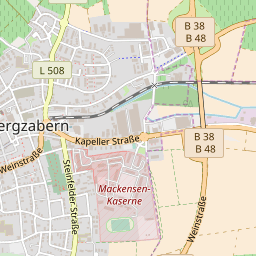 B 38
B 48
L 508
ergzabern
Kapeller Straße
B 38
B 48
Weinstraße
Steinfelder Straße
Mackensen-
Kaserne
Weinstraße